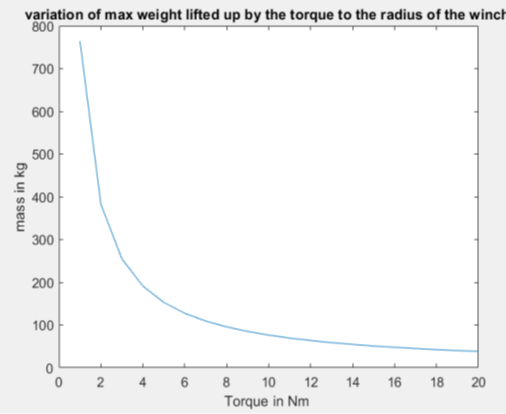 variation of max weight lifted up by the torque to the radius of the winch
800
700
600
500
400
300
200
100
0
mass in kg
0 2 4 6 8 10 12 14 16 18 20
Torque in Nm